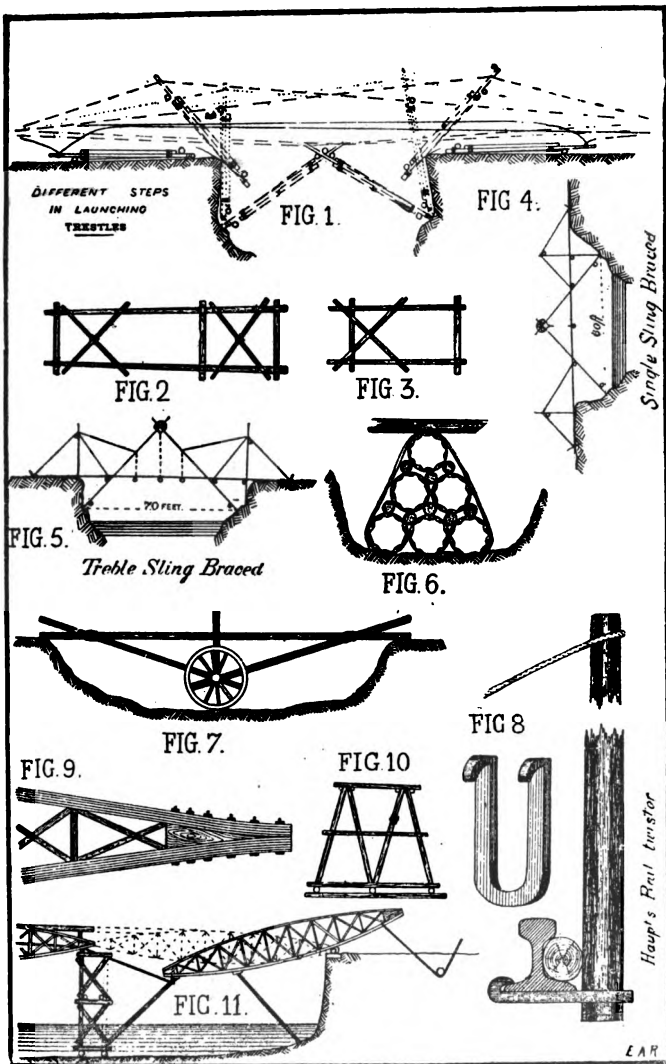 DIFFERENT STEPS
IN LAUNCHING
TRESTLES
FIG. 1.
FIG 4.
Single Sling Braced
60ft.
FIG.2
FIG 3.
70 FEET.
FIG.5.
Treble Sling Braced
FIG.6.
FIG.7.
FIG 8
FIG.9.
FIG.10
Haupt's Rail twistor
FIG.11.
EAR